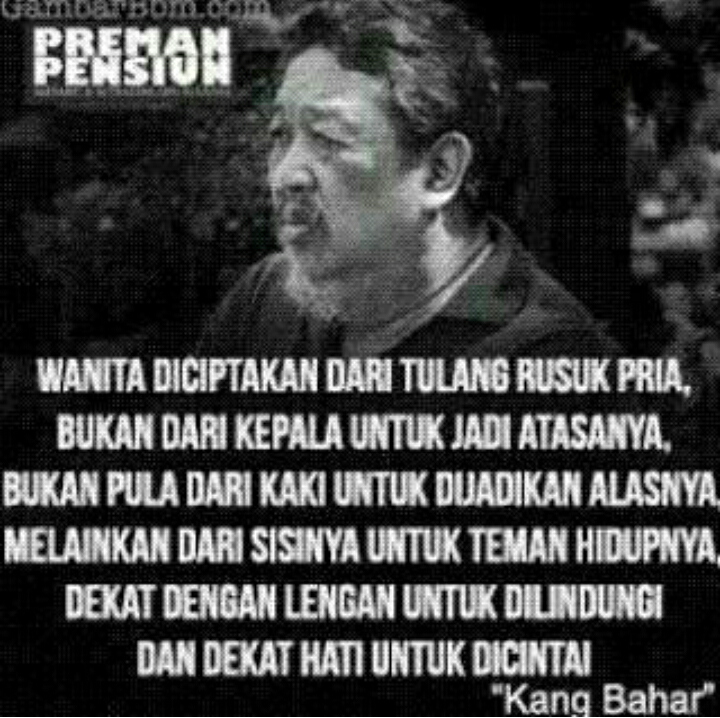 GambarBbm.com
PREMAN
PENSIUN
WANITA DICIPTAKAN DARI TULANG RUSUK PRIA,
BUKAN DARI KEPALA UNTUK JADI ATASANYA,
BUKAN PULA DARI KAKI UNTUK DIJADIKAN ALASNYA
MELAINKAN DARI SISINYA UNTUK TEMAN HIDUPNYA,
DEKAT DENGAN LENGAN UNTUK DILINDUNGI
DAN DEKAT HATI UNTUK DICINTAI
"Kang Bahar"